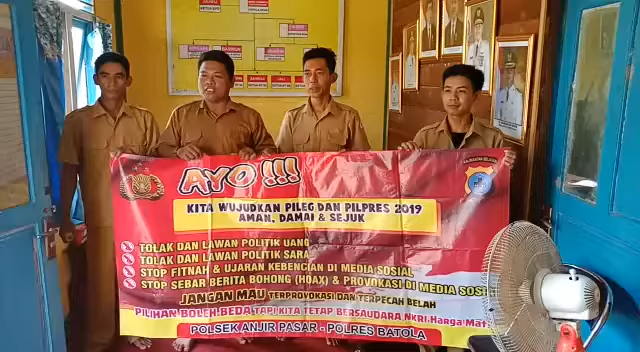 AYO !!!
KITA WUJUDKAN PILEG DAN PILPRES 2019
AMAN, DAMAI & SEJUK
TOLAK DAN LAWAN POLITIK UANG
TOLAK DAN LAWAN POLITIK SARA
STOP FITNAH & UJARAN KEBENCIAN DI MEDIA SOSIAL
STOP SEBAR BERITA BOHONG (HOAX) & PROVOKASI DI MEDIA SOS
JANGAN MAU TERPROVOKASI DAN TERPECAH BELAH
PILIHAN BOLEH BEDA TAPI KITA TETAP BERSAUDARA, NKRI Harga Mat
POLSEK ANJIR PASAR - POLRES BATOLA